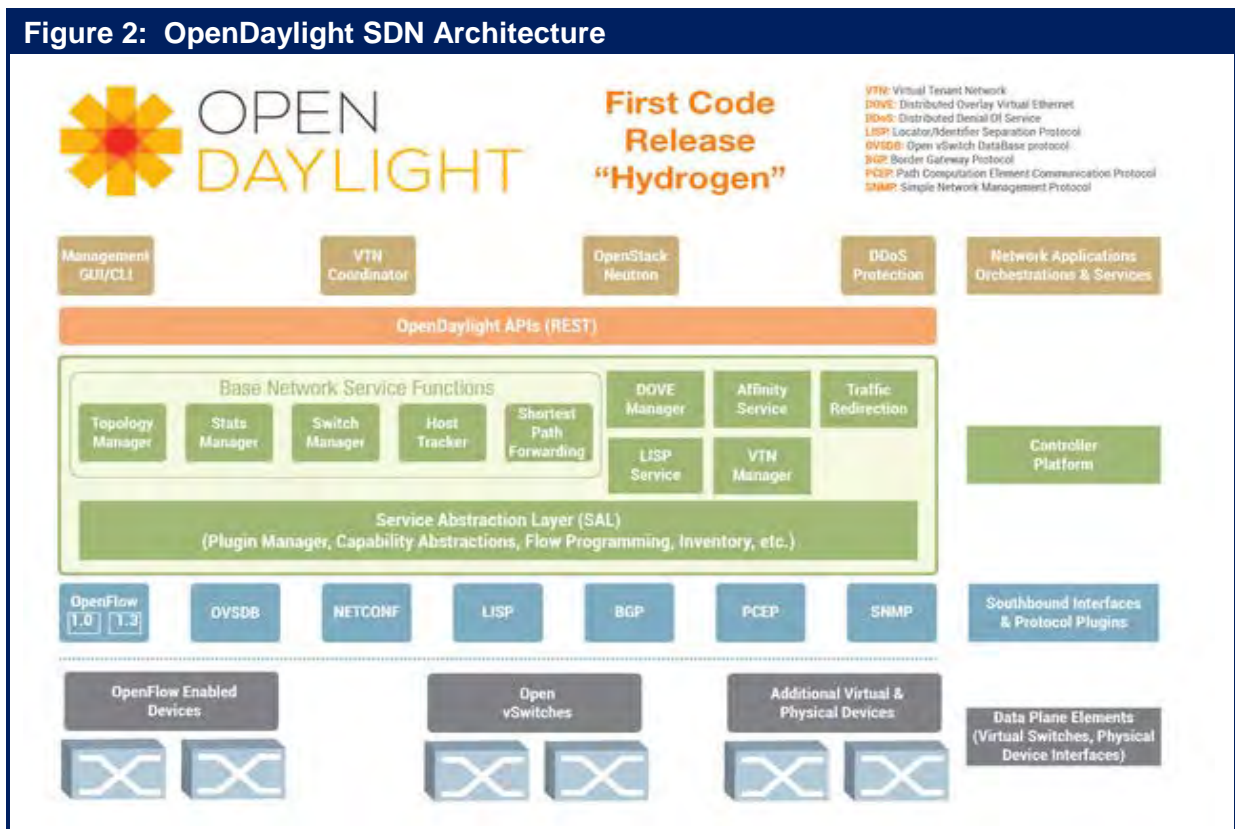 Figure 2: OpenDaylight SDN Architecture
OPEN
DAYLIGHT
First Code
Release
“Hydrogen”
VTN: Virtual Tenant Network
DOVE: Distributed Overlay Virtual Ethernet
DDoS: Distributed Denial Of Service
LISP: Locator/Identifier Separation Protocol
OVSDB: Open vSwitch DataBase protocol
BGP: Border Gateway Protocol
PCEP: Path Computation Element Communication Protocol
SNMP: Simple Network Management Protocol
Management
GUI/CLI
VTN
Coordinator
OpenStack
Neutron
DDoS
Protection
Network Applications
Orchestrations & Services
OpenDaylight APIs (REST)
Base Network Service Functions
Topology
Manager
Stats
Manager
Switch
Manager
Host
Tracker
Shortest
Path
Forwarding
DOVE
Manager
Affinity
Service
Traffic
Redirection
LISP
Service
VTN
Manager
Controller
Platform
Service Abstraction Layer (SAL)
(Plugin Manager, Capability Abstractions, Flow Programming, Inventory, etc.)
OpenFlow
1.0 1.3
OVSDB
NETCONF
LISP
BGP
PCEP
SNMP
Southbound Interfaces
& Protocol Plugins
OpenFlow Enabled
Devices
Open
vSwitches
Additional Virtual &
Physical Devices
Data Plane Elements
(Virtual Switches, Physical
Device Interfaces)